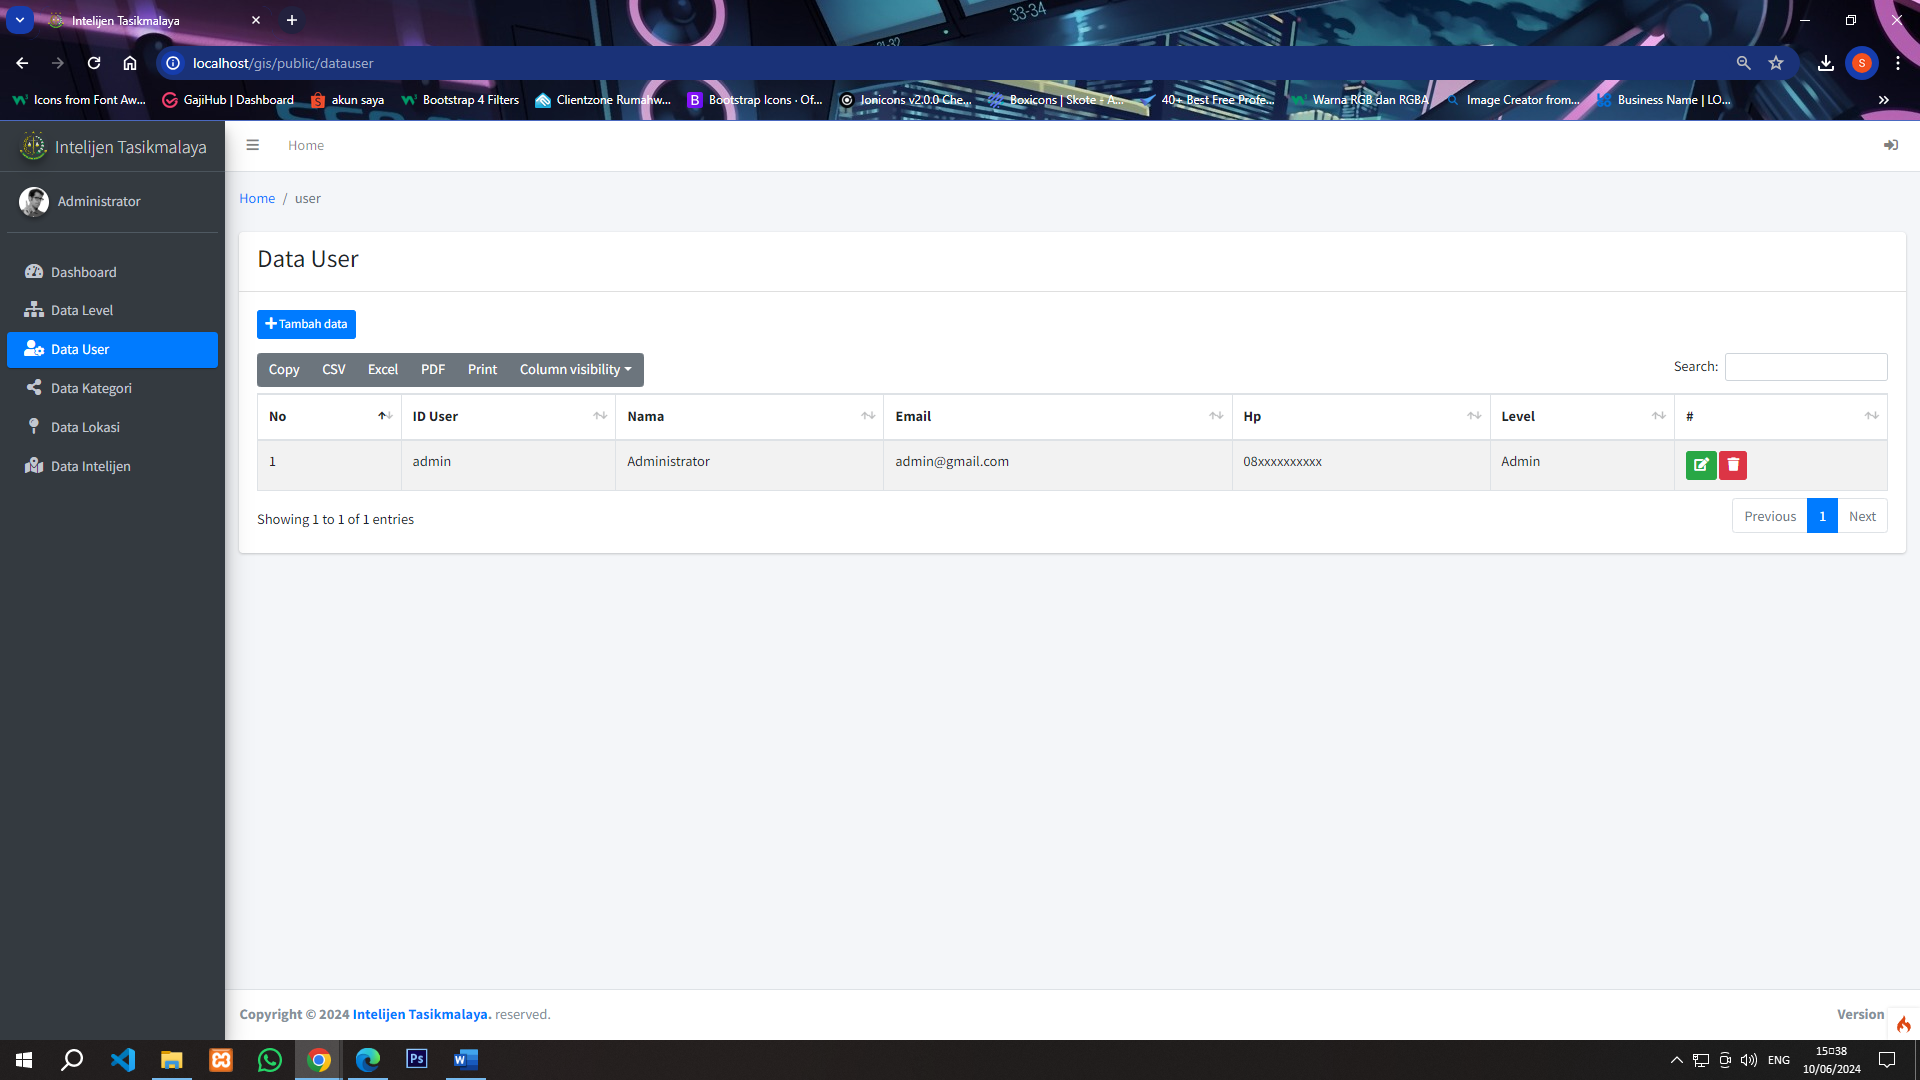 Intelijen Tasikmalaya
33-34
localhost/gis/public/datauser
S
Icons from Font Aw...
GajiHub | Dashboard
akun saya
Bootstrap 4 Filters
Clientzone Rumahw...
Bootstrap Icons · Of...
Ionicons v2.0.0 Che...
Boxicons | Skote - A...
40+ Best Free Profe...
Warna RGB dan RGBA
Image Creator from...
Business Name | LO...
Intelijen Tasikmalaya
Home
Administrator
Home / user
Dashboard
Data Level
Data User
Data Kategori
Data Lokasi
Data Intelijen
Data User
Tambah data
Copy CSV Excel PDF Print Column visibility
Search:
No ID User Nama Email Hp Level #
1 admin Administrator admin@gmail.com 08xxxxxxxxxx Admin
Showing 1 to 1 of 1 entries
Previous 1 Next
Copyright © 2024 Intelijen Tasikmalaya. reserved.
Version
ENG
15:38
10/06/2024